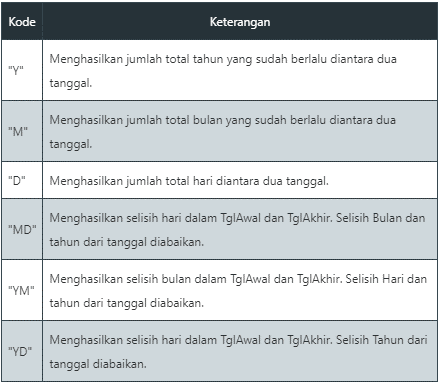 Kode Keterangan
"Y" Menghasilkan jumlah total tahun yang sudah berlalu diantara dua
tanggal.
"M" Menghasilkan jumlah total bulan yang sudah berlalu diantara dua
tanggal.
"D" Menghasilkan jumlah total hari diantara dua tanggal.
"MD" Menghasilkan selisih hari dalam TglAwal dan TglAkhir. Selisih Bulan dan
tahun dari tanggal diabaikan.
"YM" Menghasilkan selisih bulan dalam TglAwal dan TglAkhir. Selisih Hari dan
tahun dari tanggal diabaikan.
"YD" Menghasilkan selisih hari dalam TglAwal dan TglAkhir. Selisih Tahun dari
tanggal diabaikan.